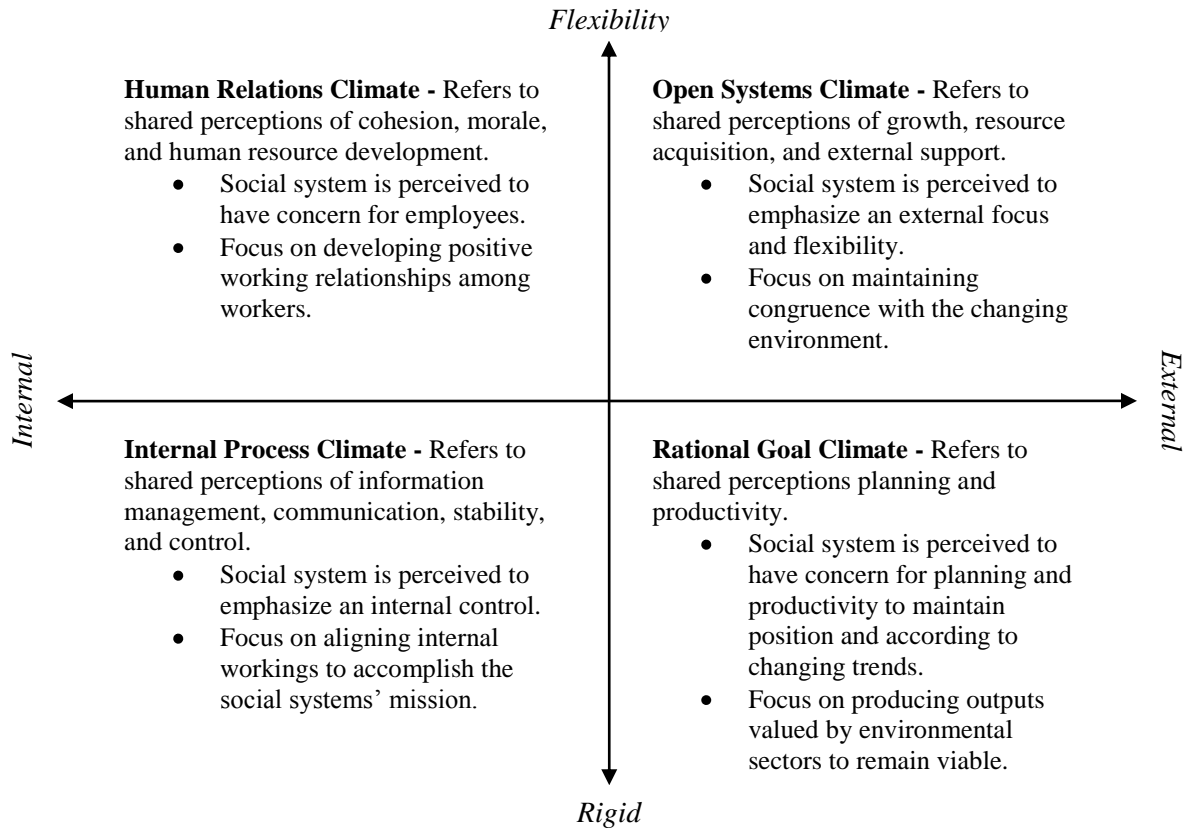 Flexibility
Human Relations Climate - Refers to
shared perceptions of cohesion, morale,
and human resource development.
• Social system is perceived to
have concern for employees.
• Focus on developing positive
working relationships among
workers.
Open Systems Climate - Refers to
shared perceptions of growth, resource
acquisition, and external support.
• Social system is perceived to
emphasize an external focus
and flexibility.
• Focus on maintaining
congruence with the changing
environment.
Internal
External
Internal Process Climate - Refers to
shared perceptions of information
management, communication, stability,
and control.
• Social system is perceived to
emphasize an internal control.
• Focus on aligning internal
workings to accomplish the
social systems’ mission.
Rational Goal Climate - Refers to
shared perceptions planning and
productivity.
• Social system is perceived to
have concern for planning and
productivity to maintain
position and according to
changing trends.
• Focus on producing outputs
valued by environmental
sectors to remain viable.
Rigid